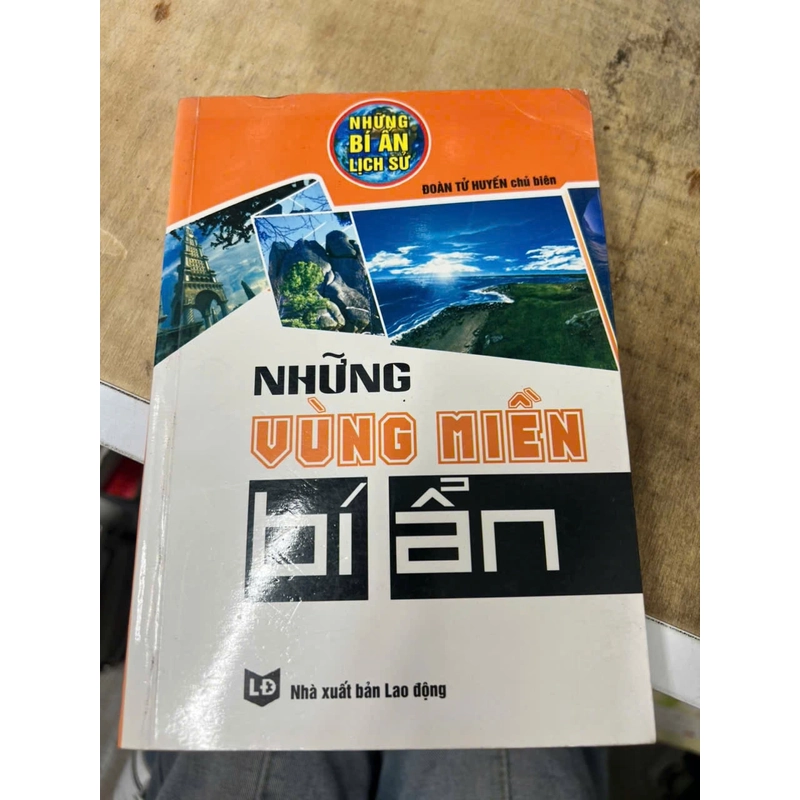 NHỮNG
BÍ ẨN
LỊCH SỬ
ĐOÀN TỬ HUYẾN chủ biên
NHỮNG
VÙNG MIỀN
bí ẩn
LĐ Nhà xuất bản Lao động